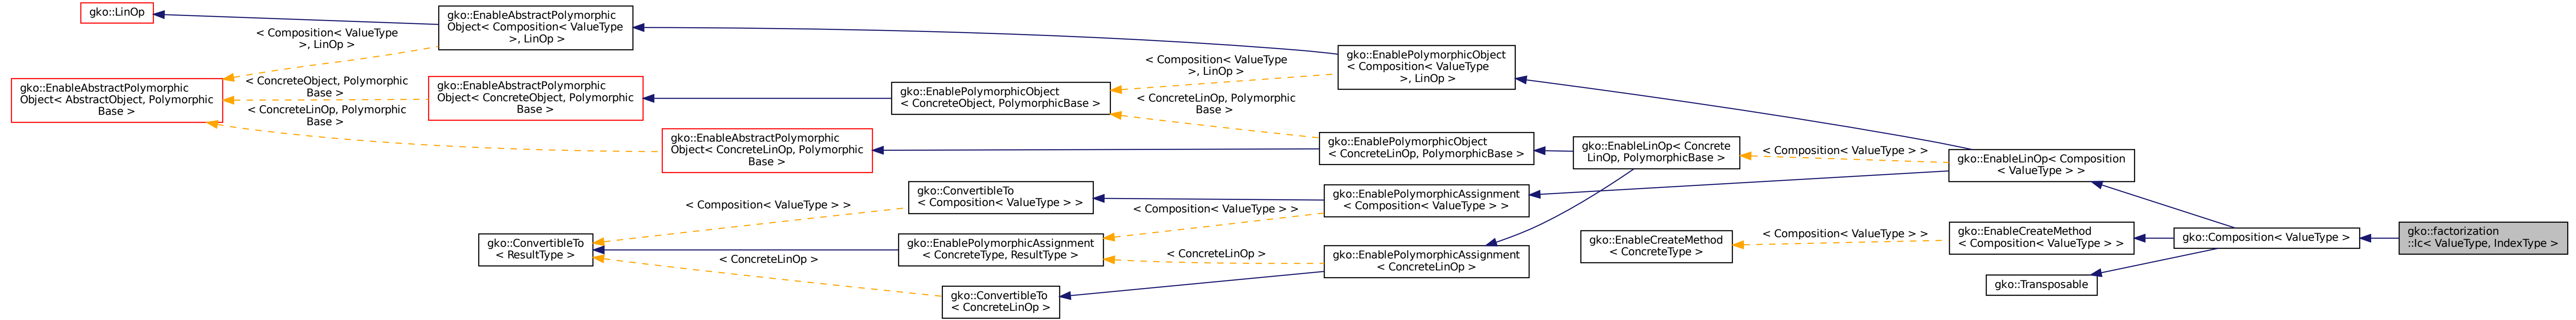 gko::LinOp
gko::EnableAbstractPolymorphic
Object< Composition< ValueType
>, LinOp >
< Composition< ValueType
>, LinOp >
gko::EnableAbstractPolymorphic
Object< AbstractObject, Polymorphic
Base >
< ConcreteObject, Polymorphic
Base >
< ConcreteLinOp, Polymorphic
Base >
gko::EnableAbstractPolymorphic
Object< ConcreteObject, Polymorphic
Base >
gko::EnableAbstractPolymorphic
Object< ConcreteLinOp, Polymorphic
Base >
gko::EnablePolymorphicObject
< ConcreteObject, PolymorphicBase >
< Composition< ValueType
>, LinOp >
< ConcreteLinOp, Polymorphic
Base >
gko::EnablePolymorphicObject
< Composition< ValueType
>, LinOp >
gko::EnablePolymorphicObject
< ConcreteLinOp, PolymorphicBase >
gko::EnableLinOp< Concrete
LinOp, PolymorphicBase >
< Composition< ValueType > >
gko::EnableLinOp< Composition
< ValueType > >
gko::ConvertibleTo
< ResultType >
< Composition< ValueType > >
< ConcreteLinOp >
gko::ConvertibleTo
< Composition< ValueType > >
gko::EnablePolymorphicAssignment
< ConcreteType, ResultType >
gko::ConvertibleTo
< ConcreteLinOp >
< Composition< ValueType > >
< ConcreteLinOp >
gko::EnablePolymorphicAssignment
< Composition< ValueType > >
gko::EnablePolymorphicAssignment
< ConcreteLinOp >
gko::EnableCreateMethod
< ConcreteType >
< Composition< ValueType > >
gko::EnableCreateMethod
< Composition< ValueType > >
gko::Transposable
gko::Composition< ValueType >
gko::factorization
::Ic< ValueType, IndexType >